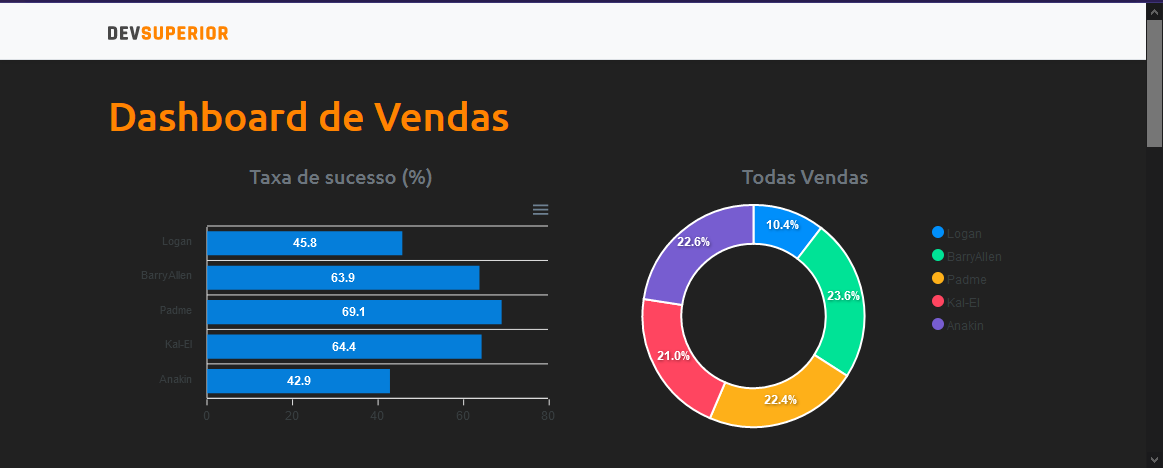 DEVSUPERIOR
Dashboard de Vendas
Taxa de sucesso (%)
Logan 45.8
BarryAllen 63.9
Padme 69.1
Kal-El 64.4
Anakin 42.9
0 20 40 60 80
Todas Vendas
10.4%
23.6%
22.4%
21.0%
22.6%
Logan
BarryAllen
Padme
Kal-El
Anakin